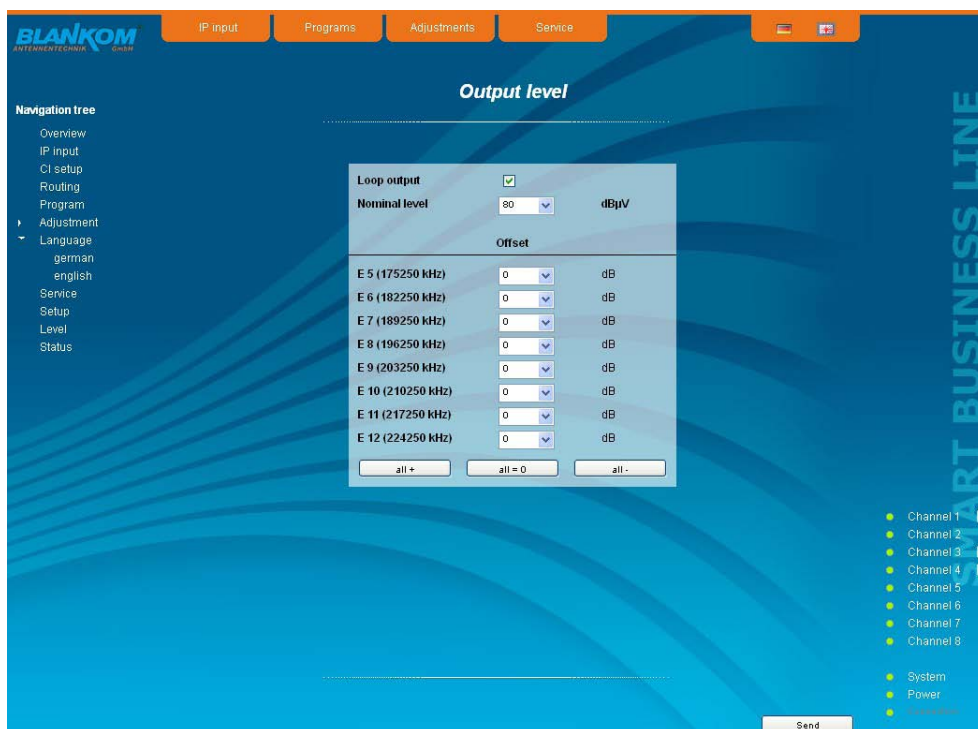 BLANKOM
ANTENNENTECHNIK GmbH
IP input
Programs
Adjustments
Service
Output level
Navigation tree
Overview
IP input
CI setup
Routing
Program
Adjustment
Language
german
english
Service
Setup
Level
Status
Loop output
Nominal level 80 dBµV
Offset
E 5 (175250 kHz) 0 dB
E 6 (182250 kHz) 0 dB
E 7 (189250 kHz) 0 dB
E 8 (196250 kHz) 0 dB
E 9 (203250 kHz) 0 dB
E 10 (210250 kHz) 0 dB
E 11 (217250 kHz) 0 dB
E 12 (224250 kHz) 0 dB
all + all = 0 all -
SMART BUSINESS LINE
Channel 1
Channel 2
Channel 3
Channel 4
Channel 5
Channel 6
Channel 7
Channel 8
System
Power
Send